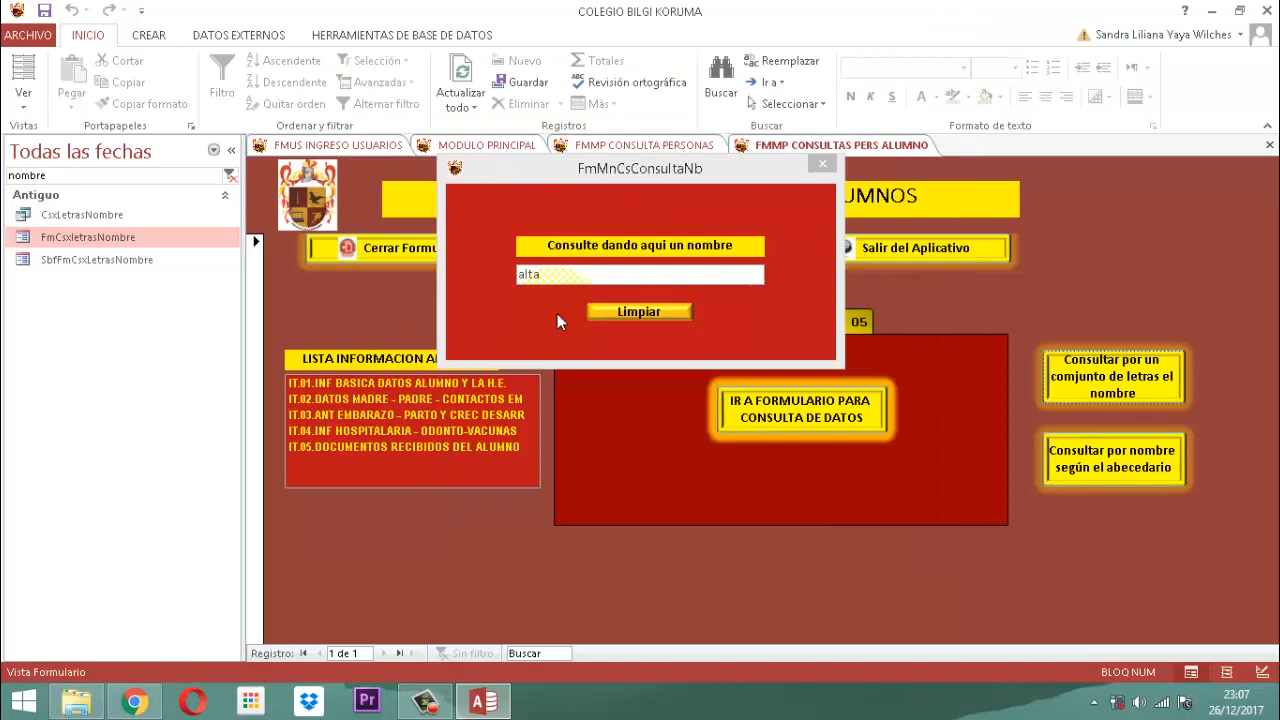 COLEGIO BILGI KORUMA
ARCHIVO INICIO CREAR DATOS EXTERNOS HERRAMIENTAS DE BASE DE DATOS
Sandra Liliana Yaya Wilches
Ver
Vistas
Pegar
Cortar
Copiar
Copiar formato
Portapapeles
Filtro
Ascendente
Descendente
Quitar orden
Selección
Avanzadas
Alternar filtro
Ordenar y filtrar
Actualizar
todo
Nuevo
Guardar
Eliminar
Totales
Revisión ortográfica
Más
Registros
Buscar
Reemplazar
Ir a
Seleccionar
Buscar
N K S
A
Formato de texto
Todas las fechas
nombre
Antiguo
CsxLetrasNombre
FmCsxletrasNombre
SbfFmCsxLetrasNombre
FMUS INGRESO USUARIOS MODULO PRINCIPAL FMMP CONSULTA PERSONAS FMMP CONSULTAS PERS ALUMNO
FmMnCsConsultaNb
UMNOS
Cerrar Formu
Salir del Aplicativo
Consulte dando aqui un nombre
alta
Limpiar
05
LISTA INFORMACION A
IT.01.INF BASICA DATOS ALUMNO Y LA H.E.
IT.02.DATOS MADRE - PADRE - CONTACTOS EM
IT.03.ANT EMBARAZO - PARTO Y CREC DESARR
IT.04.INF HOSPITALARIA - ODONTO-VACUNAS
IT.05.DOCUMENTOS RECIBIDOS DEL ALUMNO
IR A FORMULARIO PARA
CONSULTA DE DATOS
Consultar por un
comjunto de letras el
nombre
Consultar por nombre
según el abecedario
Registro: 1 de 1 Sin filtro Buscar
Vista Formulario
BLOQ NUM
Pr
23:07
26/12/2017